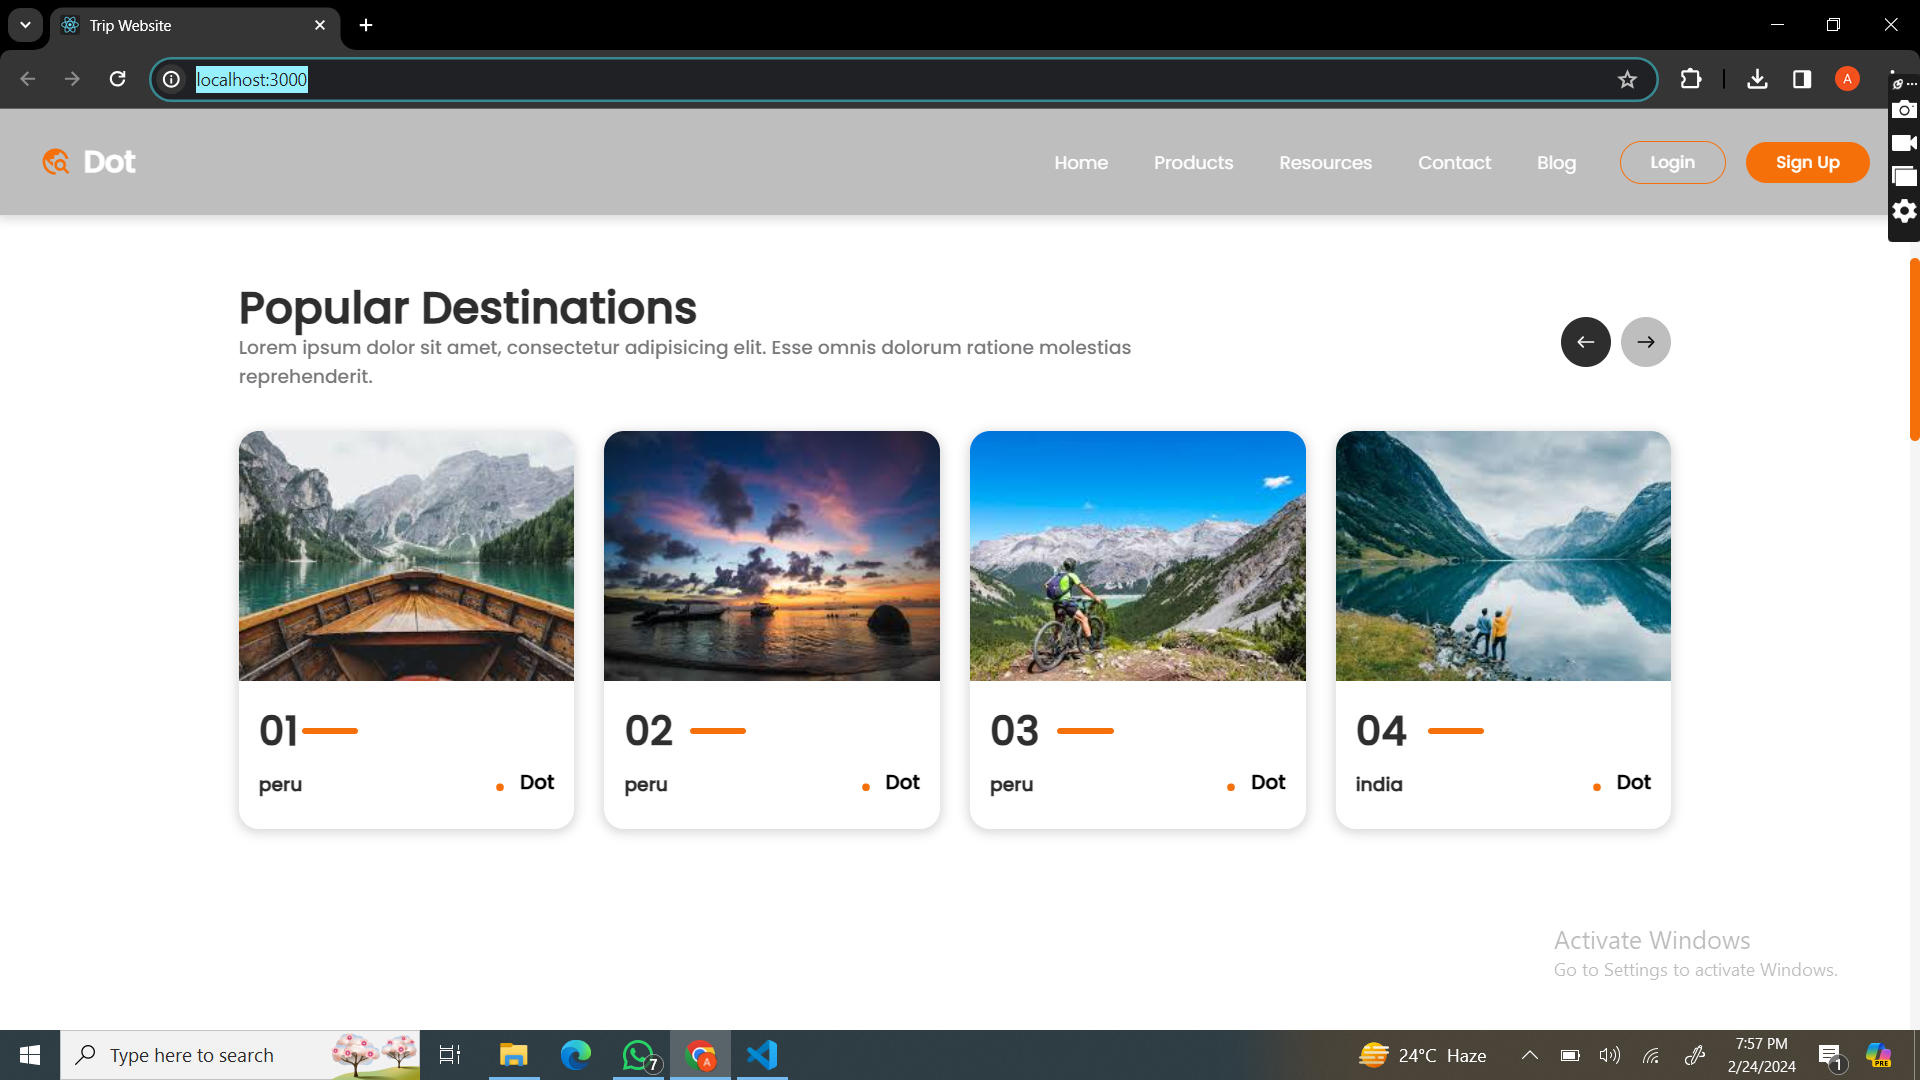 Trip Website
localhost:3000
A
Dot
Home Products Resources Contact Blog Login Sign Up
Popular Destinations
Lorem ipsum dolor sit amet, consectetur adipisicing elit. Esse omnis dolorum ratione molestias
reprehenderit.
01 02 03 04
peru Dot peru Dot peru Dot india Dot
Activate Windows
Go to Settings to activate Windows.
Type here to search
7
A
24°C Haze
7:57 PM
2/24/2024
1
PRE